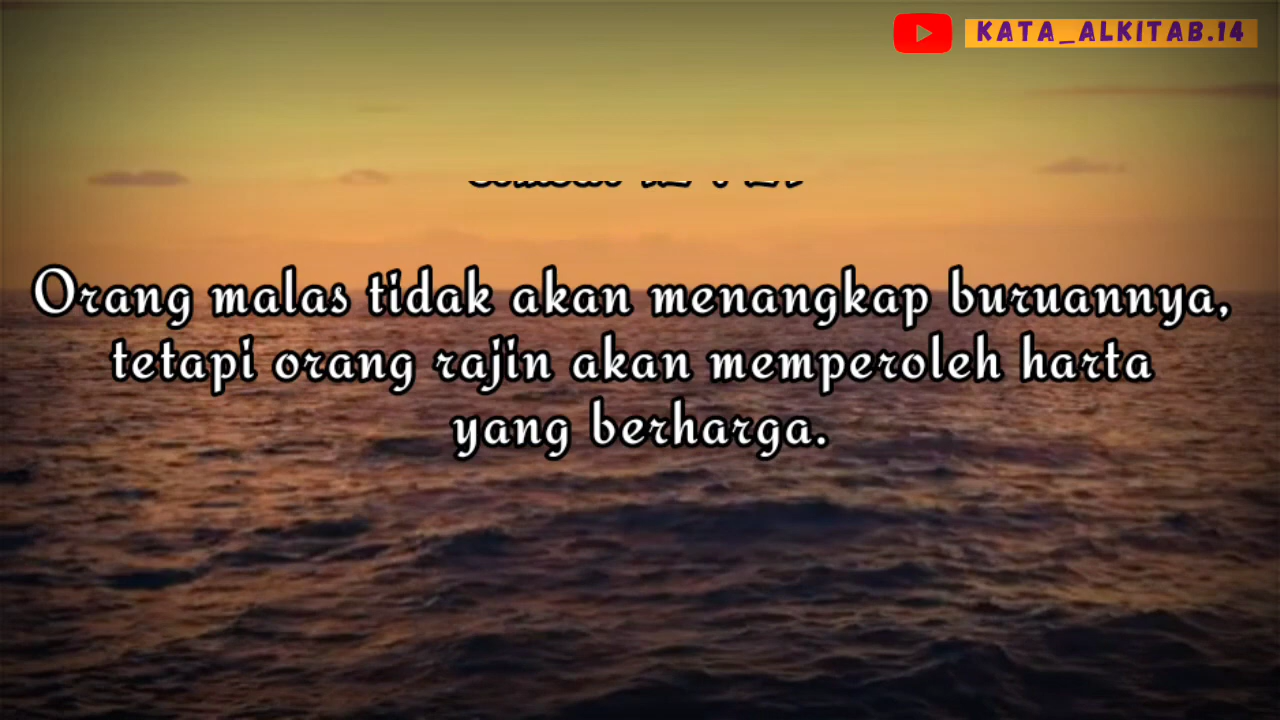 KATA_ALKITAB.14
Orang malas tidak akan menangkap buruannya,
tetapi orang rajin akan memperoleh harta
yang berharga.